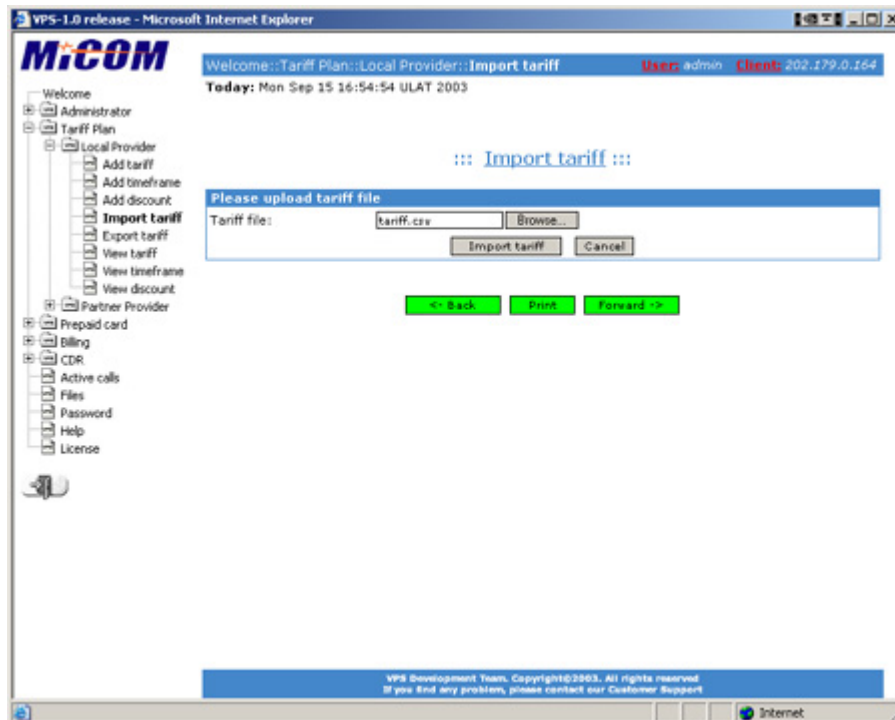 VPS-1.0 release - Microsoft Internet Explorer
MiCOM
Welcome::Tariff Plan::Local Provider::Import tariff User: admin Client: 202.179.0.164
Today: Mon Sep 15 16:54:54 ULAT 2003
Welcome
Administrator
Tariff Plan
Local Provider
Add tariff
Add timeframe
Add discount
Import tariff
Export tariff
View tariff
View timeframe
View discount
Partner Provider
Prepaid card
Billing
CDR
Active calls
Files
Password
Help
License
::: Import tariff :::
Please upload tariff file
Tariff file: tariff.csv Browse...
Import tariff Cancel
<- Back Print Forward ->
VPS Development Team. Copyright©2003. All rights reserved
If you find any problem, please contact our Customer Support
Internet